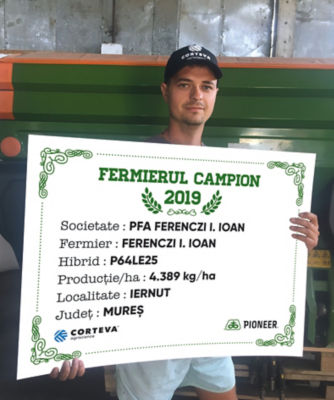 CORTEVA
agriscience
FERMIERUL CAMPION
2019
Societate : PFA FERENCZI I. IOAN
Fermier : FERENCZI I. IOAN
Hibrid : P64LE25
Producție/ha : 4.389 kg/ha
Localitate : IERNUT
Județ : MUREȘ
CORTEVA
agriscience
PIONEER.